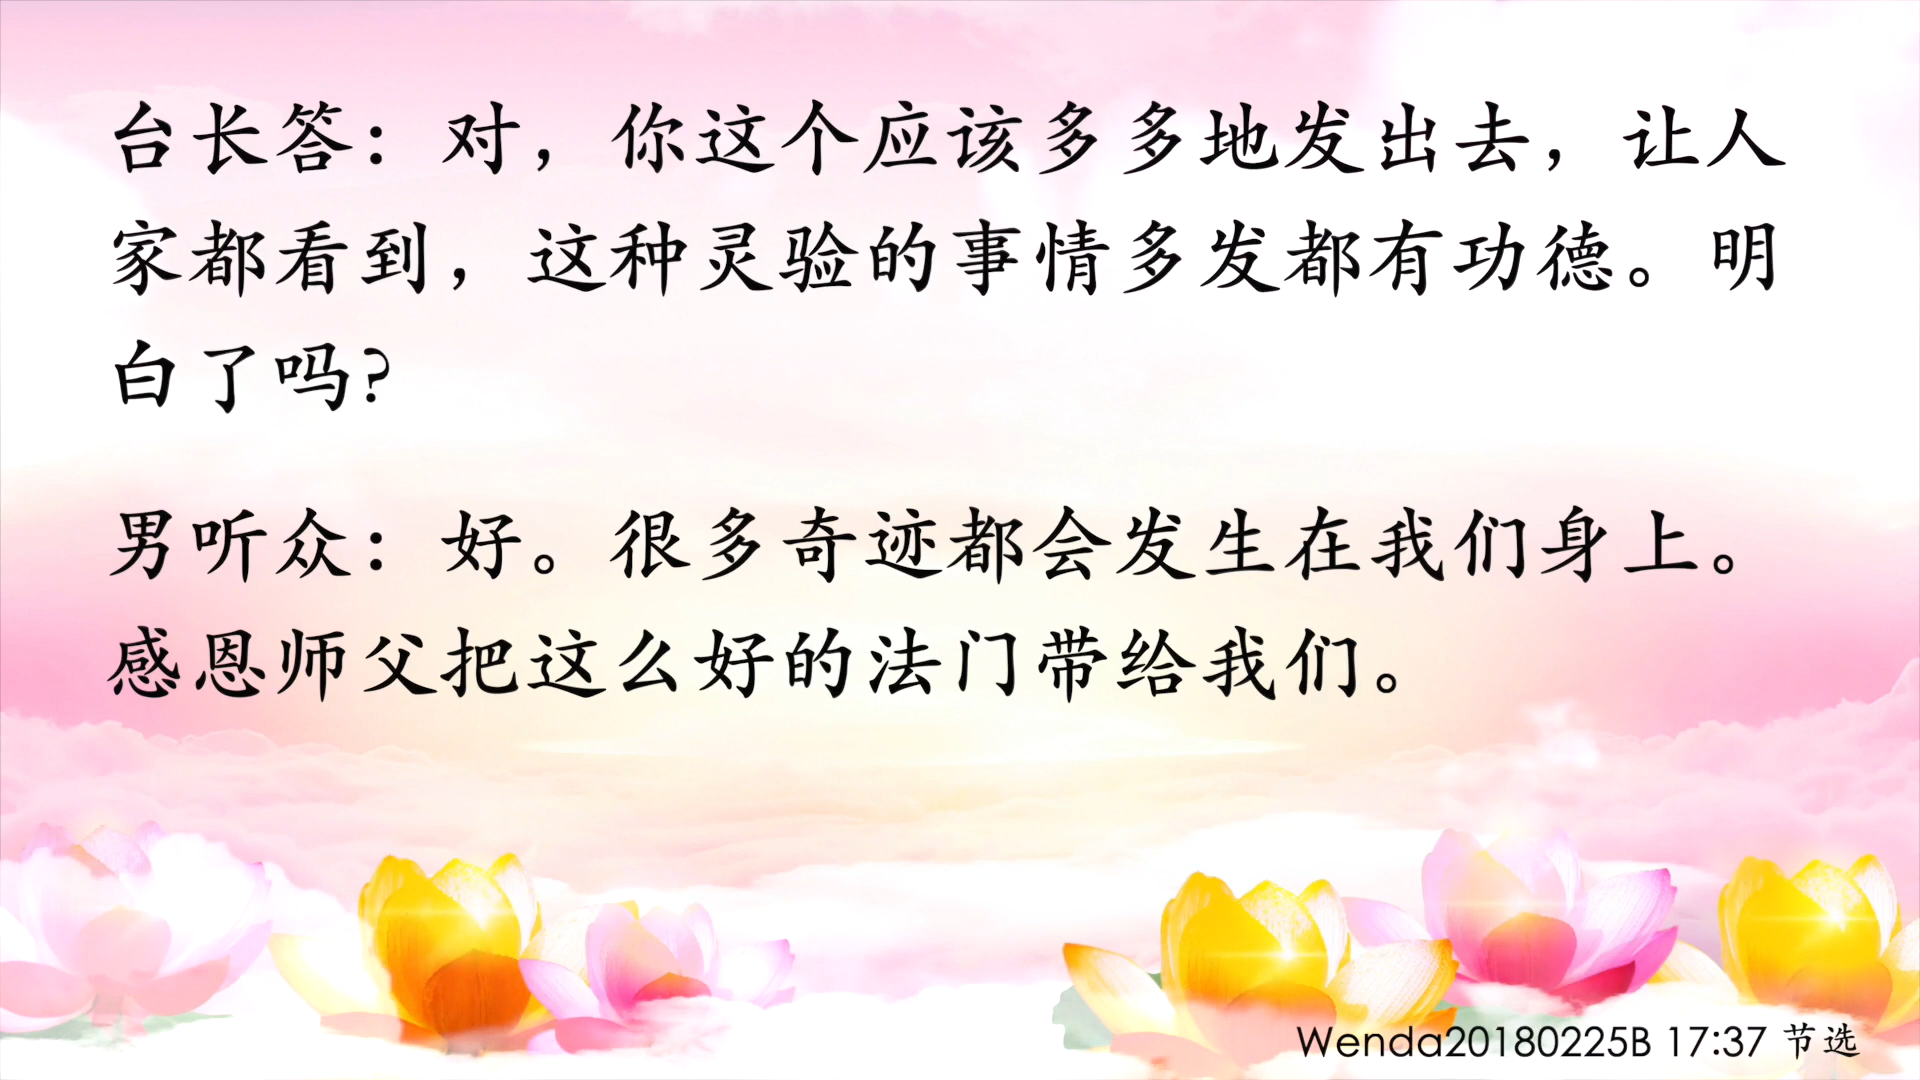 台长答：对，你这个应该多多地发出去，让人
家都看到，这种灵验的事情多发都有功德。明
白了吗？
男听众：好。很多奇迹都会发生在我们身上。
感恩师父把这么好的法门带给我们。
Wenda20180225B 17:37 节选